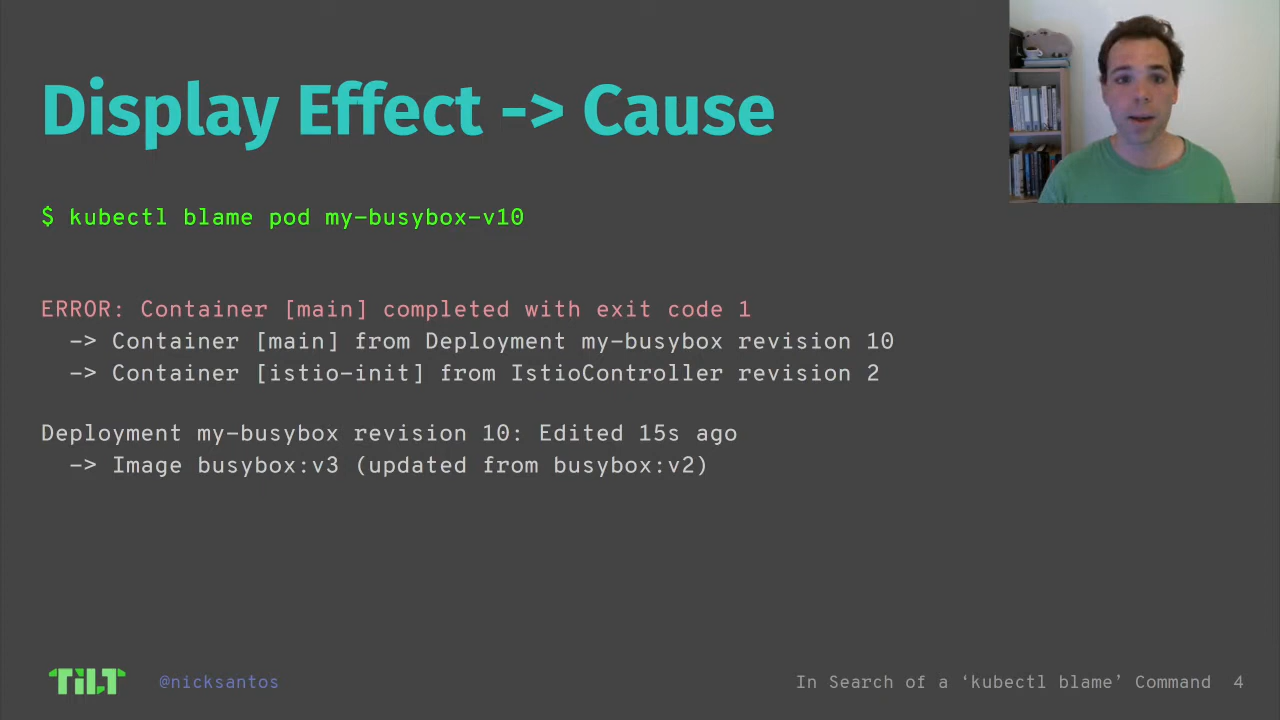 Display Effect -> Cause
$ kubectl blame pod my-busybox-v10
ERROR: Container [main] completed with exit code 1
-> Container [main] from Deployment my-busybox revision 10
-> Container [istio-init] from IstioController revision 2
Deployment my-busybox revision 10: Edited 15s ago
-> Image busybox:v3 (updated from busybox:v2)
TiLT @nicksantos
In Search of a ‘kubectl blame’ Command 4